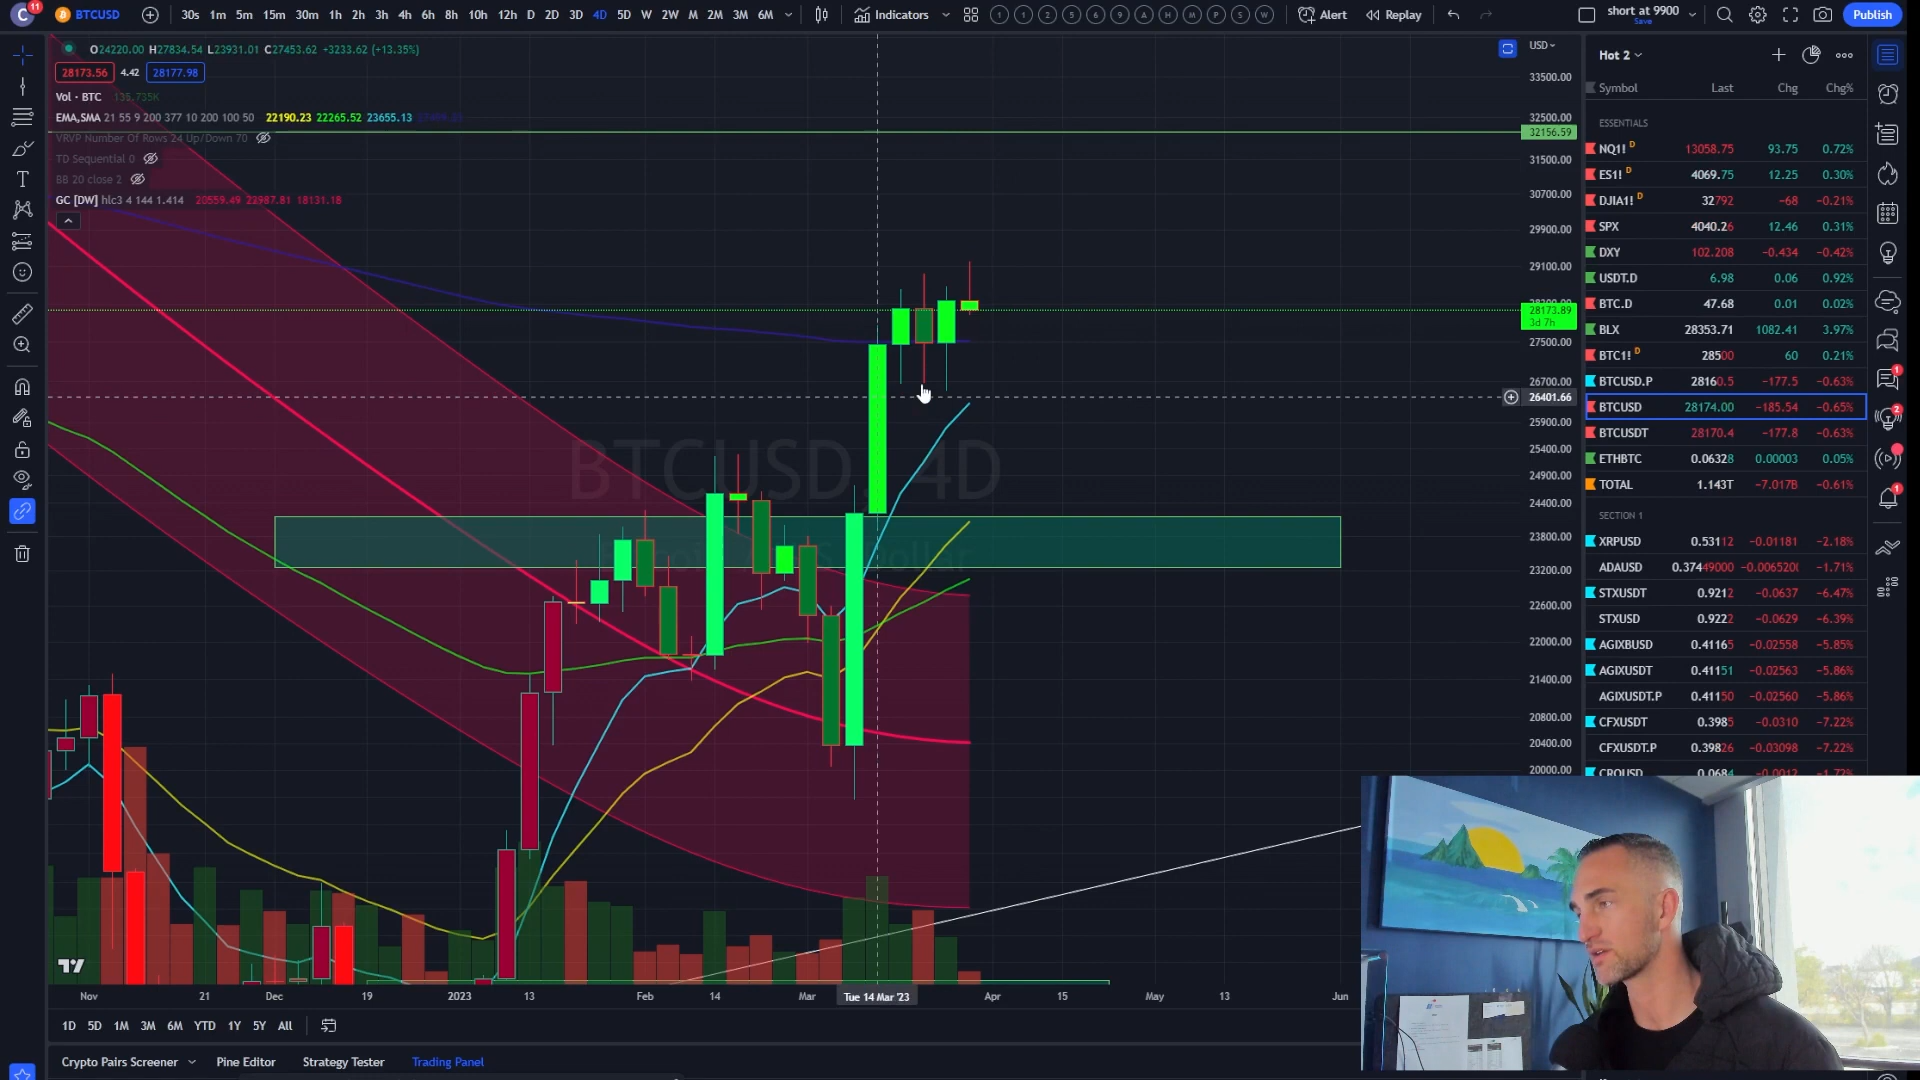 C 11 BTCUSD 30s 1m 5m 15m 30m 1h 2h 3h 4h 6h 8h 10h 12h D 2D 3D 4D 5D W 2W M 2M 3M 6M Indicators Alert Replay short at 9900 Save Publish
O24220.00 H27834.54 L23931.01 C27453.62 +3233.62 (+13.35%)
28173.56 4.42 28177.98
Vol · BTC 135.735K
EMA,SMA 21 55 9 200 377 10 200 100 50 22190.23 22265.52 23655.13
VRVP Number Of Rows 24 Up/Down 70
TD Sequential 0
BB 20 close 2
GC [DW] hlc3 4 144 1.414 20559.49 22987.81 18131.18
BTCUSD, 4D
USD
33500.00
32500.00
32156.59
31500.00
30700.00
29900.00
29100.00
28173.89
3d 7h
27500.00
26700.00
26401.66
25900.00
25400.00
24900.00
24400.00
23800.00
23200.00
22600.00
22000.00
21400.00
20800.00
20400.00
20000.00
Nov 21 Dec 19 2023 13 Feb 14 Mar Tue 14 Mar '23 Apr 15 May 13 Jun
1D 5D 1M 3M 6M YTD 1Y 5Y All
Crypto Pairs Screener Pine Editor Strategy Tester Trading Panel
Hot 2
Symbol Last Chg Chg%
ESSENTIALS
NQ1! D 13058.75 93.75 0.72%
ES1! D 4069.75 12.25 0.30%
DJIA1! D 32792 −68 −0.21%
SPX 4040.26 12.46 0.31%
DXY 102.208 −0.434 −0.42%
USDT.D 6.98 0.06 0.92%
BTC.D 47.68 0.01 0.02%
BLX 28353.71 1082.41 3.97%
BTC1! D 28500 60 0.21%
BTCUSD.P 28160.5 −177.5 −0.63%
BTCUSD 28174.00 −185.54 −0.65%
BTCUSDT 28170.4 −177.8 −0.63%
ETHBTC 0.06328 0.00003 0.05%
TOTAL 1.143T −7.017B −0.61%
SECTION 1
XRPUSD 0.53112 −0.01181 −2.18%
ADAUSD 0.37449000 −0.006520( −1.71%
STXUSDT 0.9212 −0.0637 −6.47%
STXUSD 0.9222 −0.0629 −6.39%
AGIXBUSD 0.41165 −0.02558 −5.85%
AGIXUSDT 0.41151 −0.02563 −5.86%
AGIXUSDT.P 0.41150 −0.02560 −5.86%
CFXUSDT 0.3985 −0.0310 −7.22%
CFXUSDT.P 0.39826 −0.03098 −7.22%
CROUSD 0.0684 −0.0012 −1.72%